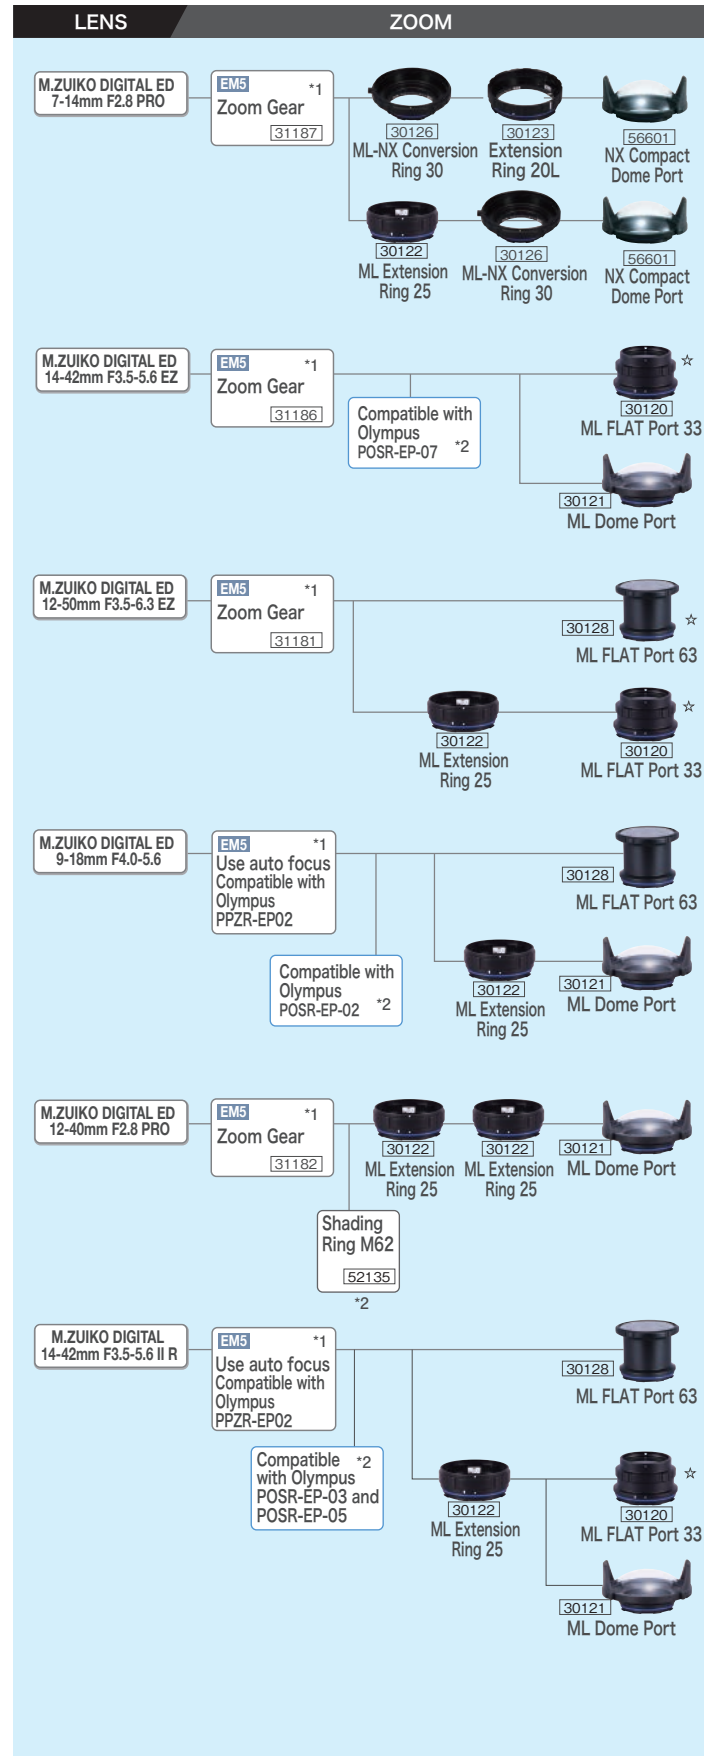 LENS
ZOOM
M.ZUIKO DIGITAL ED
7-14mm F2.8 PRO
EM5 *1
Zoom Gear
31187
30126
ML-NX Conversion
Ring 30
30123
Extension
Ring 20L
56601
NX Compact
Dome Port
30122
ML Extension
Ring 25
30126
ML-NX Conversion
Ring 30
56601
NX Compact
Dome Port
M.ZUIKO DIGITAL ED
14-42mm F3.5-5.6 EZ
EM5 *1
Zoom Gear
31186
Compatible with
Olympus
POSR-EP-07 *2
☆
30120
ML FLAT Port 33
30121
ML Dome Port
M.ZUIKO DIGITAL ED
12-50mm F3.5-6.3 EZ
EM5 *1
Zoom Gear
31181
30128 ☆
ML FLAT Port 63
30122
ML Extension
Ring 25
☆
30120
ML FLAT Port 33
M.ZUIKO DIGITAL ED
9-18mm F4.0-5.6
EM5 *1
Use auto focus
Compatible with
Olympus
PPZR-EP02
Compatible with
Olympus
POSR-EP-02 *2
30128
ML FLAT Port 63
30122
ML Extension
Ring 25
30121
ML Dome Port
M.ZUIKO DIGITAL ED
12-40mm F2.8 PRO
EM5 *1
Zoom Gear
31182
30122
ML Extension
Ring 25
30122
ML Extension
Ring 25
30121
ML Dome Port
Shading
Ring M62
52135
*2
M.ZUIKO DIGITAL
14-42mm F3.5-5.6 II R
EM5 *1
Use auto focus
Compatible with
Olympus
PPZR-EP02
Compatible *2
with Olympus
POSR-EP-03 and
POSR-EP-05
30128
ML FLAT Port 63
30122
ML Extension
Ring 25
☆
30120
ML FLAT Port 33
30121
ML Dome Port